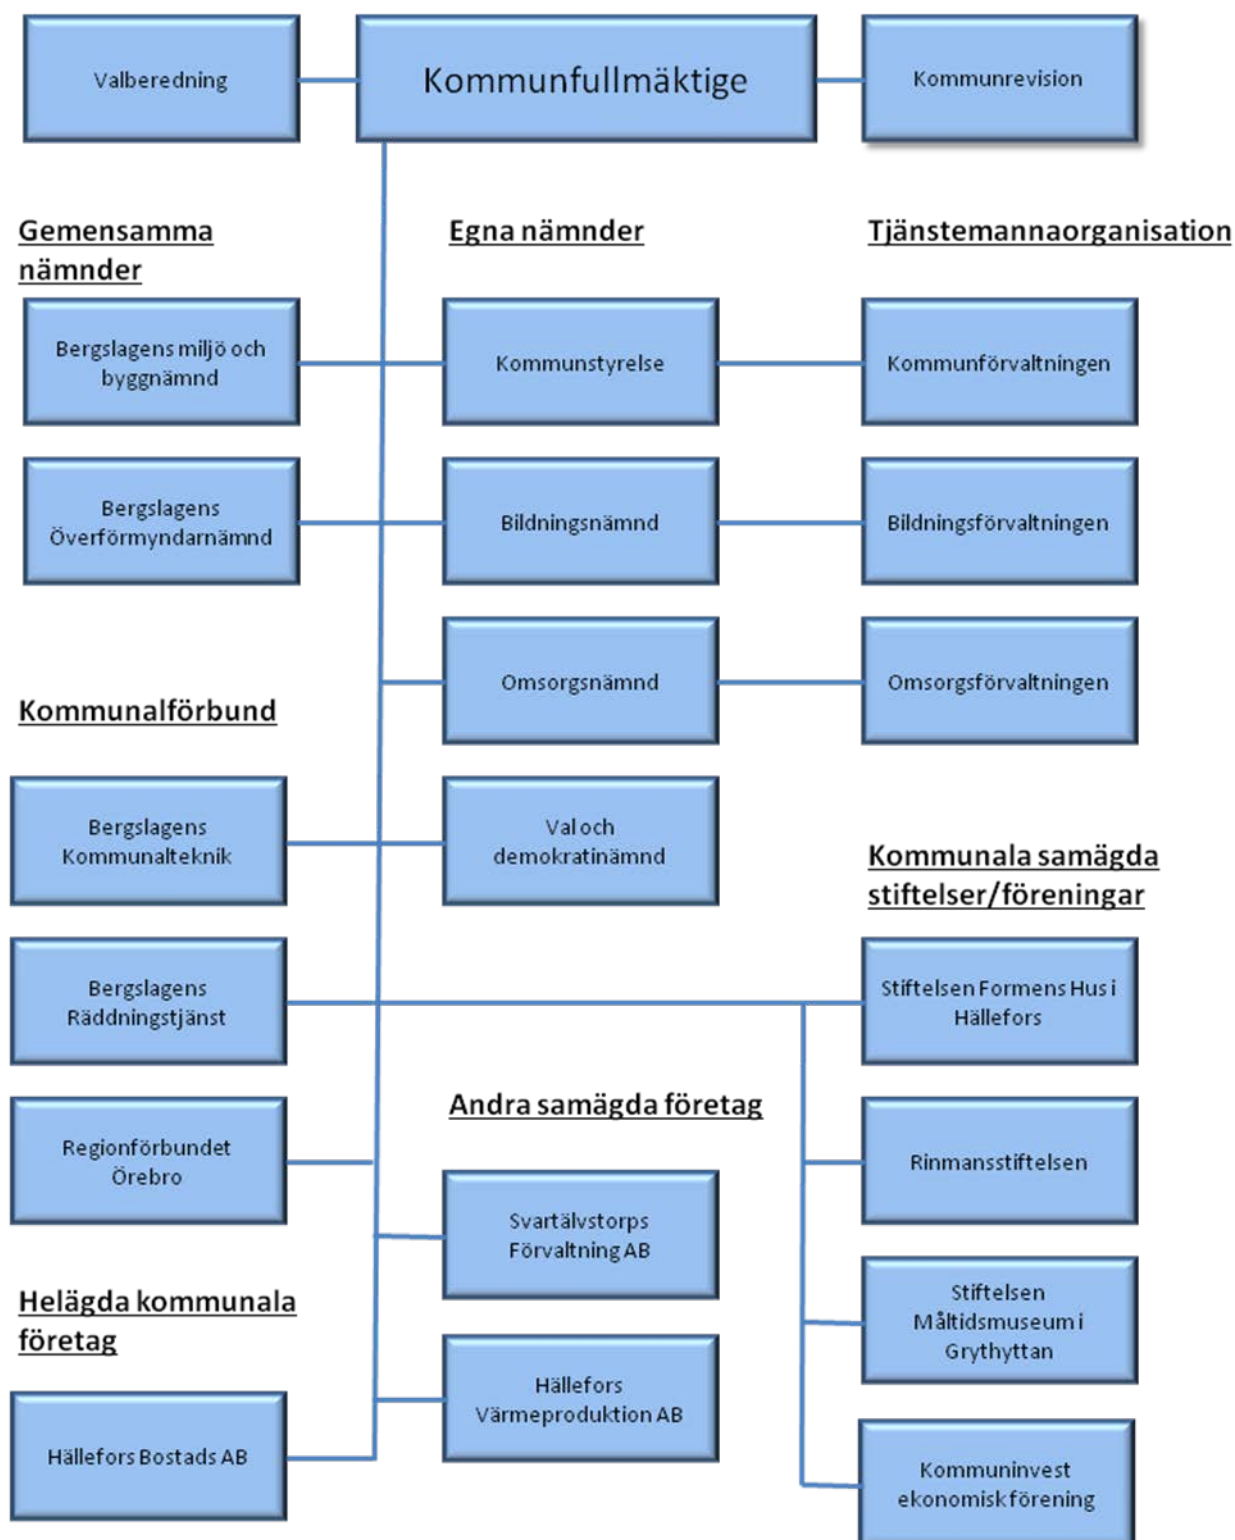 Valberedning
Kommunfullmäktige
Kommunrevision
Gemensamma
nämnder
Egna nämnder
Tjänstemannaorganisation
Bergslagens miljö och
byggnämnd
Kommunstyrelse
Kommunförvaltningen
Bergslagens
Överförmyndarnämnd
Bildningsnämnd
Bildningsförvaltningen
Omsorgsnämnd
Omsorgsförvaltningen
Kommunalförbund
Bergslagens
Kommunalteknik
Val och
demokratinämnd
Kommunala samägda
stiftelser/föreningar
Bergslagens
Räddningstjänst
Stiftelsen Formens Hus i
Hällefors
Regionförbundet
Örebro
Andra samägda företag
Rinmansstiftelsen
Svartälvstorps
Förvaltning AB
Stiftelsen
Måltidsmuseum i
Grythyttan
Helägda kommunala
företag
Hällefors
Värmeproduktion AB
Hällefors Bostads AB
Kommuninvest
ekonomisk förening